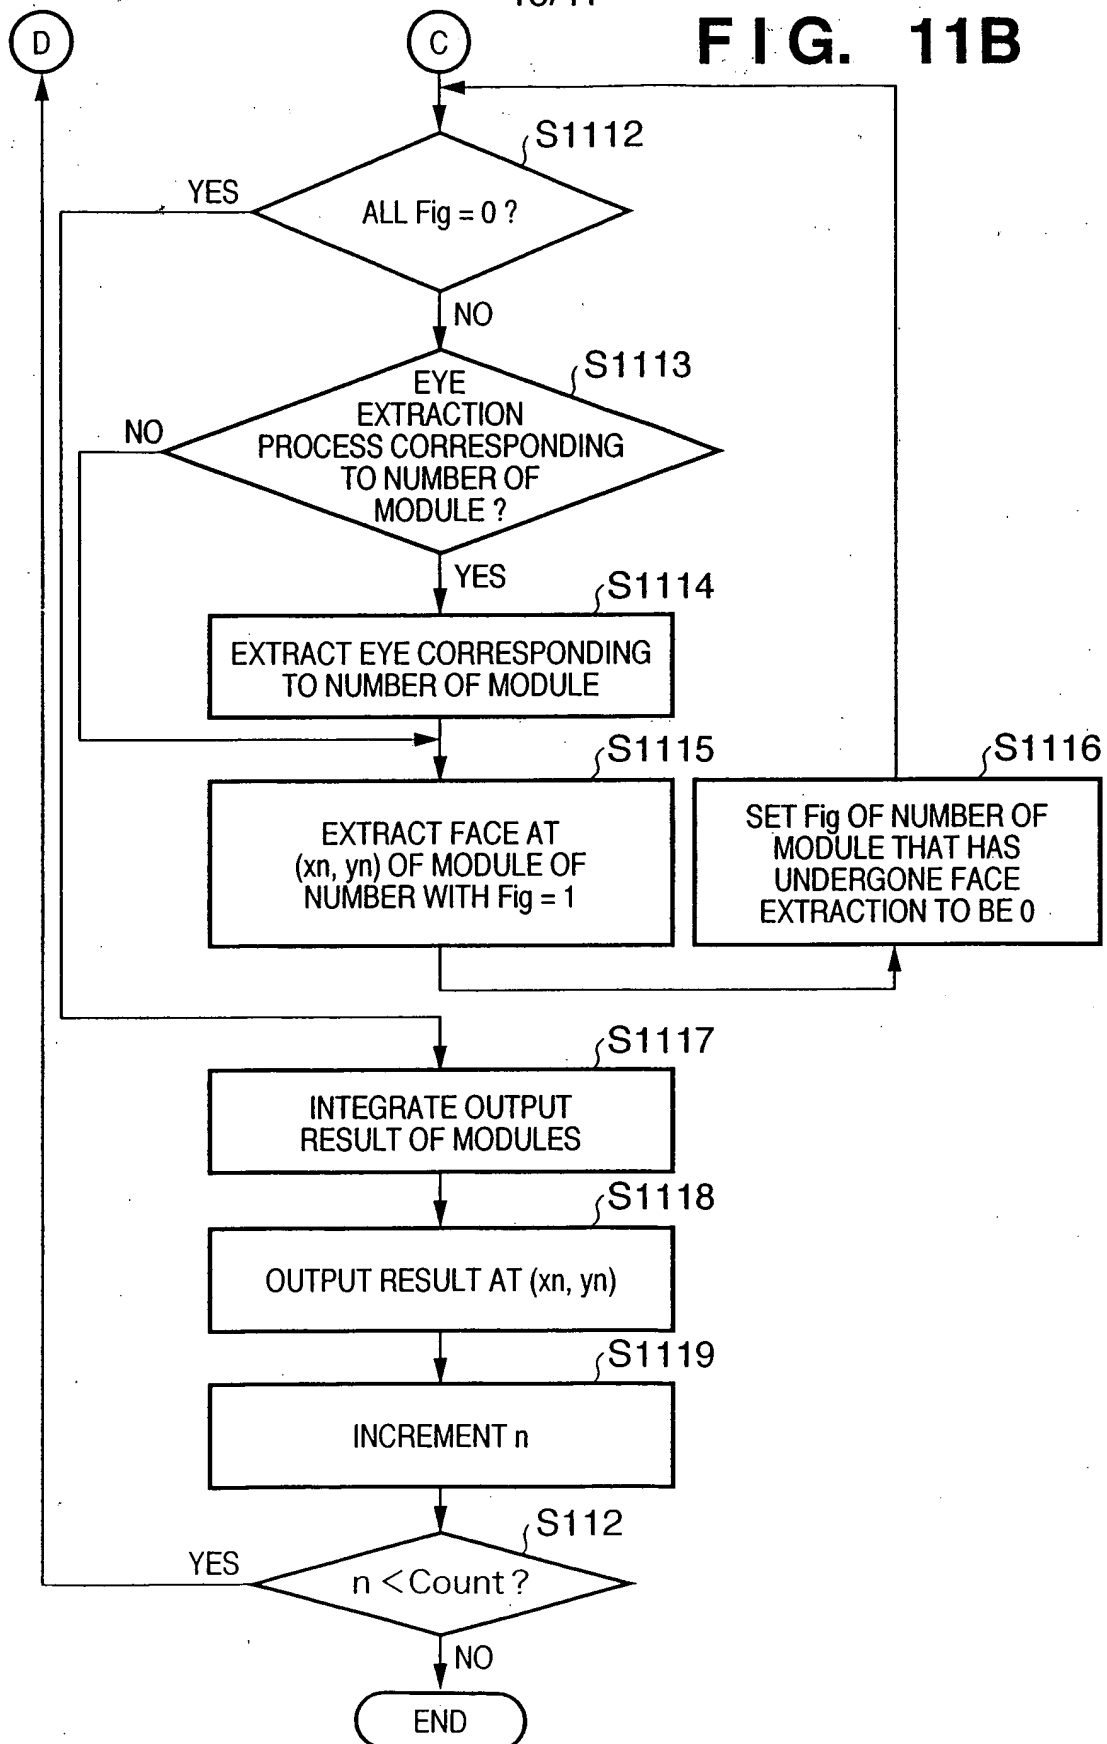 D
C
FIG. 11B
S1112
YES
ALL Fig = 0 ?
NO
S1113
EYE
EXTRACTION
PROCESS CORRESPONDING
TO NUMBER OF
MODULE ?
NO
YES
S1114
EXTRACT EYE CORRESPONDING
TO NUMBER OF MODULE
S1115
EXTRACT FACE AT
(xn, yn) OF MODULE OF
NUMBER WITH Fig = 1
S1116
SET Fig OF NUMBER OF
MODULE THAT HAS
UNDERGONE FACE
EXTRACTION TO BE 0
S1117
INTEGRATE OUTPUT
RESULT OF MODULES
S1118
OUTPUT RESULT AT (xn, yn)
S1119
INCREMENT n
S112
YES
n < Count ?
NO
END